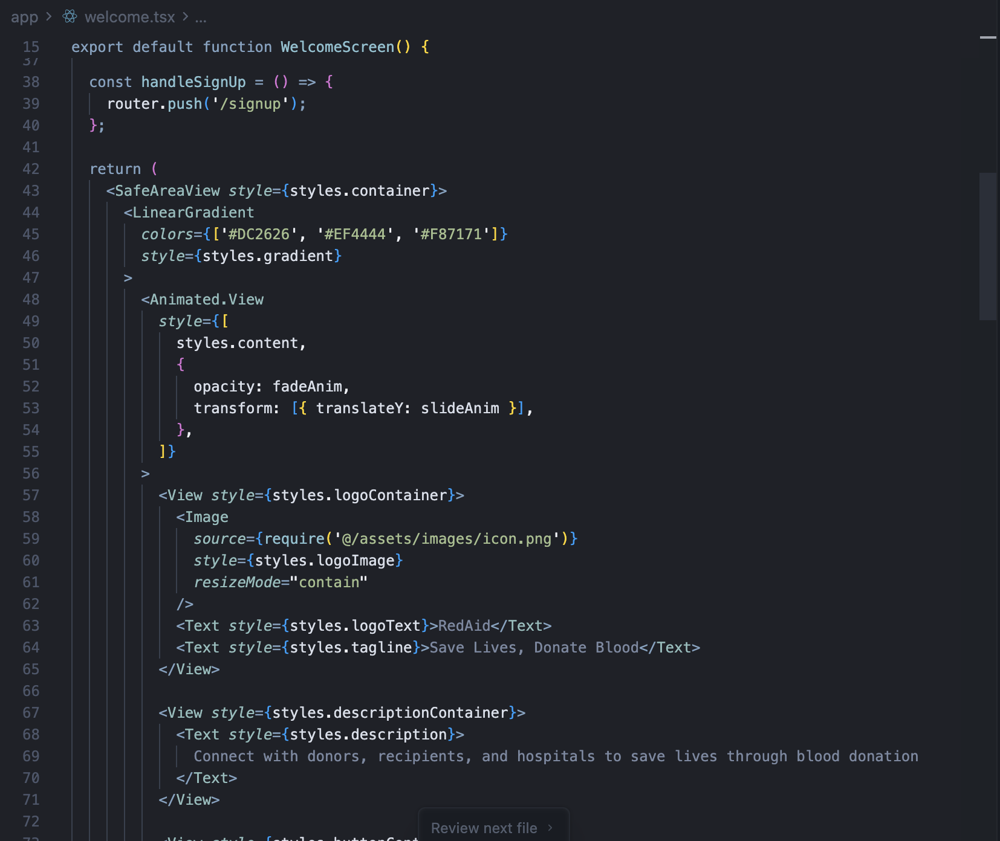 app > welcome.tsx > ...
15 export default function WelcomeScreen() {
37
38 const handleSignUp = () => {
39 router.push('/signup');
40 };
41
42 return (
43 <SafeAreaView style={styles.container}>
44 <LinearGradient
45 colors={['#DC2626', '#EF4444', '#F87171']}
46 style={styles.gradient}
47 >
48 <Animated.View
49 style={[
50 styles.content,
51 {
52 opacity: fadeAnim,
53 transform: [{ translateY: slideAnim }],
54 },
55 ]}
56 >
57 <View style={styles.logoContainer}>
58 <Image
59 source={require('@/assets/images/icon.png')}
60 style={styles.logoImage}
61 resizeMode="contain"
62 />
63 <Text style={styles.logoText}>RedAid</Text>
64 <Text style={styles.tagline}>Save Lives, Donate Blood</Text>
65 </View>
66
67 <View style={styles.descriptionContainer}>
68 <Text style={styles.description}>
69 Connect with donors, recipients, and hospitals to save lives through blood donation
70 </Text>
71 </View>
72
Review next file >